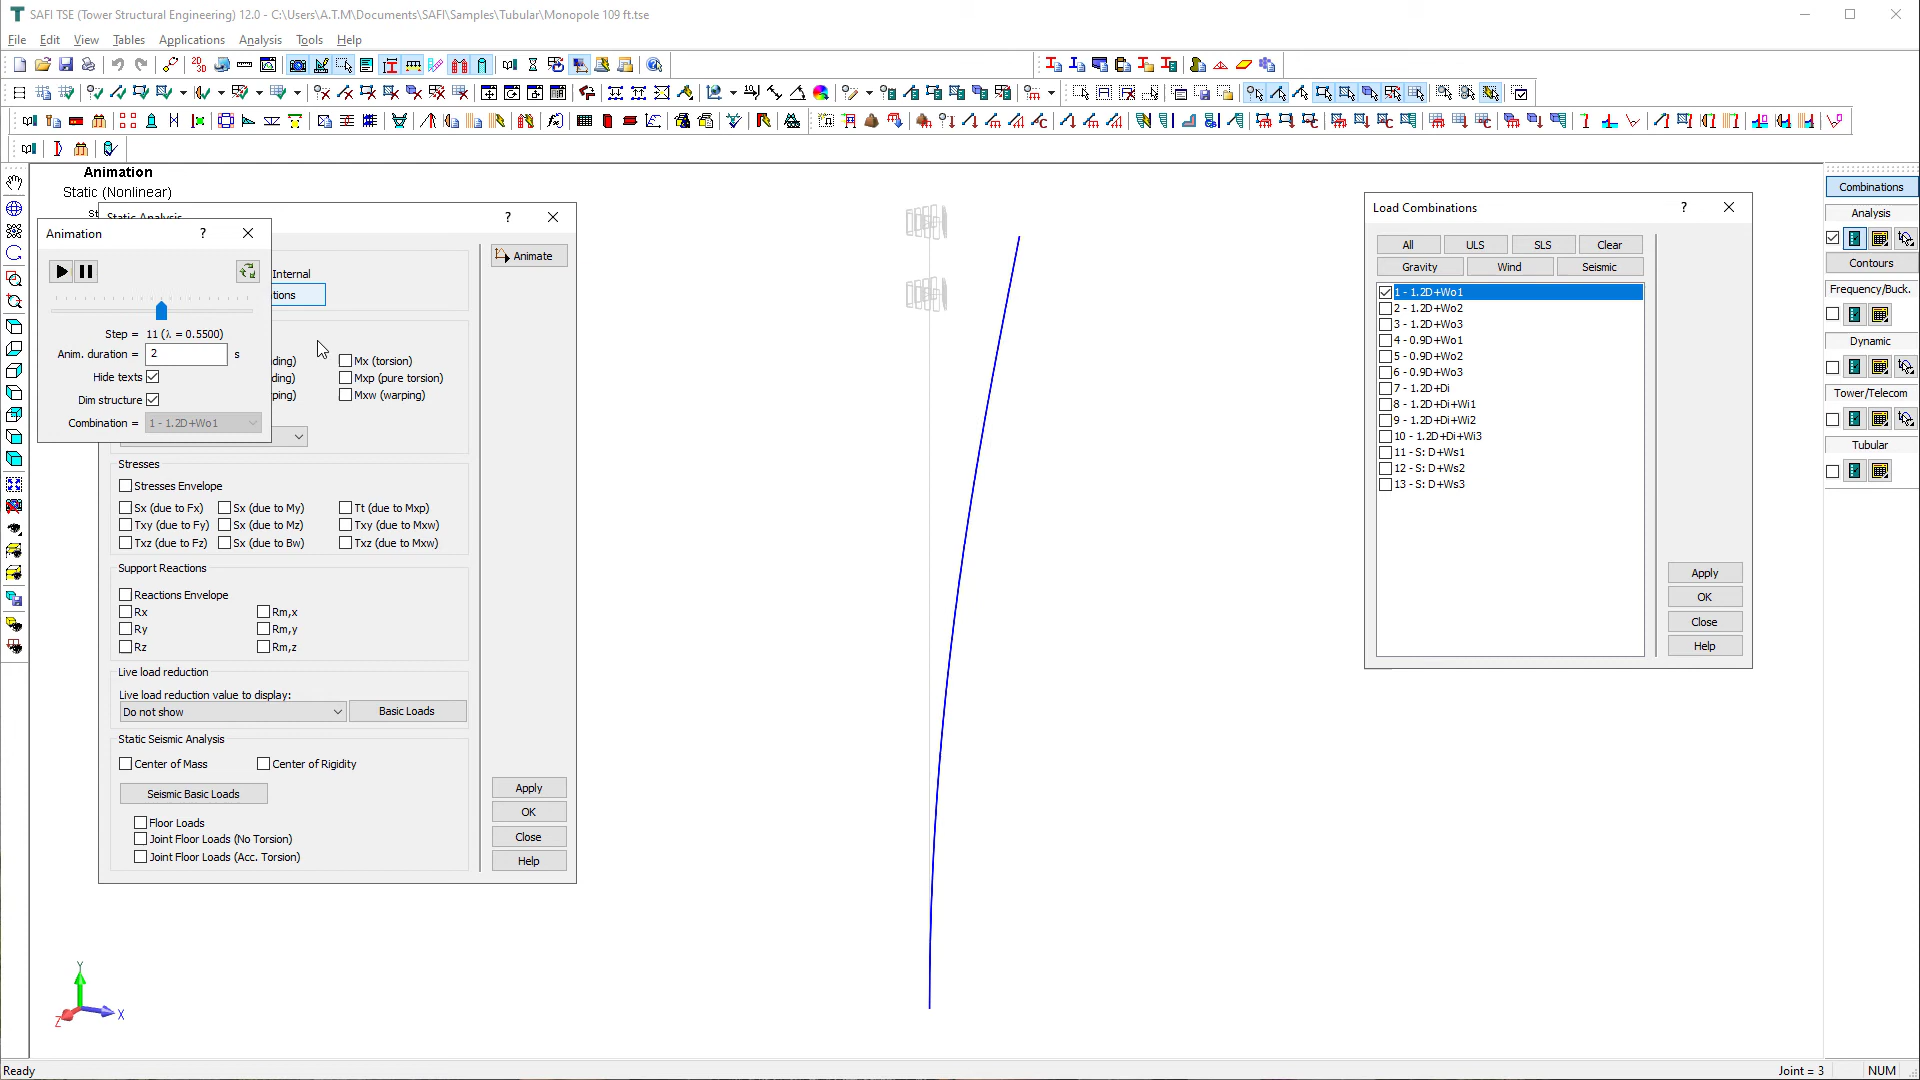 SAFI TSE (Tower Structural Engineering) 12.0 - C:\Users\A.T.M\Documents\SAFI\Samples\Tubular\Monopole 109 ft.tse
File Edit View Tables Applications Analysis Tools Help
Animation
Static (Nonlinear)
St
Static Analysis ?
Animation ?
Internal
tions
Animate
Step = 11 (λ = 0.5500)
Anim. duration = 2 s
Hide texts
Dim structure
Combination = 1 - 1.2D+Wo1
ding) Mx (torsion)
ding) Mxp (pure torsion)
ping) Mxw (warping)
Stresses
Stresses Envelope
Sx (due to Fx) Sx (due to My) Tt (due to Mxp)
Txy (due to Fy) Sx (due to Mz) Txy (due to Mxw)
Txz (due to Fz) Sx (due to Bw) Txz (due to Mxw)
Support Reactions
Reactions Envelope
Rx Rm,x
Ry Rm,y
Rz Rm,z
Live load reduction
Live load reduction value to display:
Do not show Basic Loads
Static Seismic Analysis
Center of Mass Center of Rigidity
Seismic Basic Loads
Floor Loads
Joint Floor Loads (No Torsion)
Joint Floor Loads (Acc. Torsion)
Apply
OK
Close
Help
Y
X
Z
Load Combinations ?
All ULS SLS Clear
Gravity Wind Seismic
1 - 1.2D+Wo1
2 - 1.2D+Wo2
3 - 1.2D+Wo3
4 - 0.9D+Wo1
5 - 0.9D+Wo2
6 - 0.9D+Wo3
7 - 1.2D+Di
8 - 1.2D+Di+Wi1
9 - 1.2D+Di+Wi2
10 - 1.2D+Di+Wi3
11 - S: D+Ws1
12 - S: D+Ws2
13 - S: D+Ws3
Apply
OK
Close
Help
Combinations
Analysis
Contours
Frequency/Buck.
Dynamic
Tower/Telecom
Tubular
Ready Joint = 3 NUM